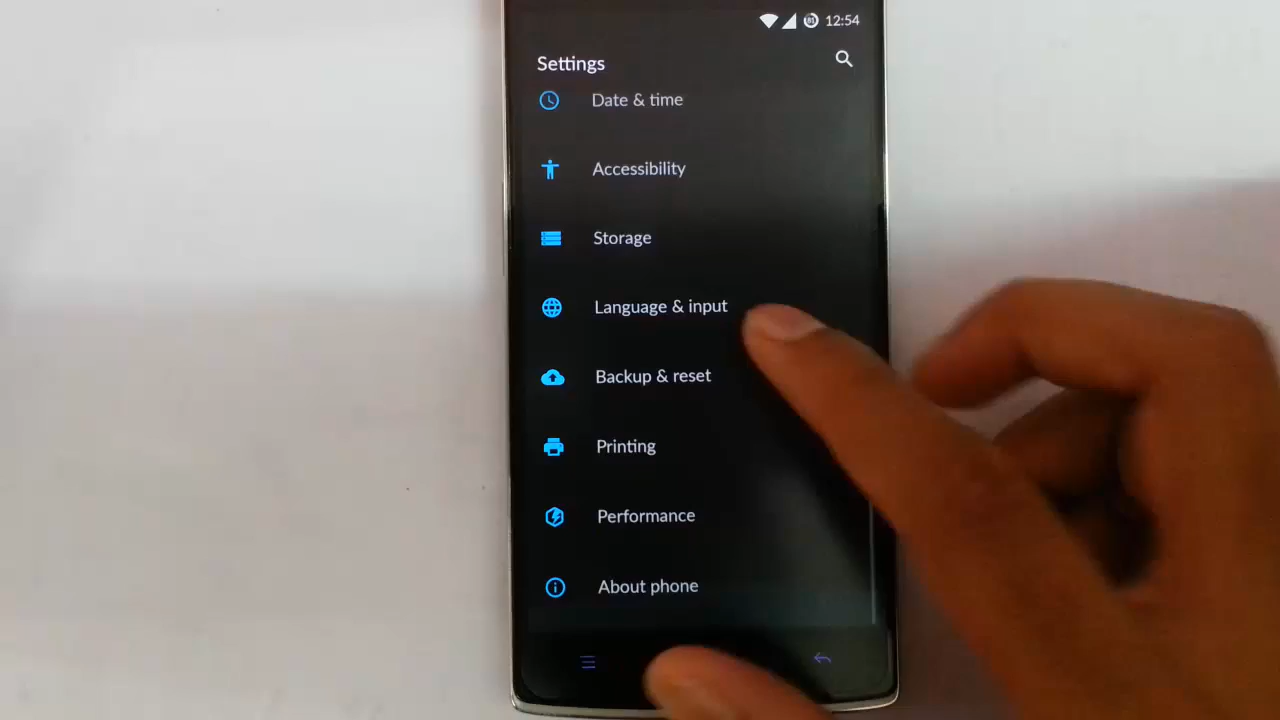 12:54
Settings
Date & time
Accessibility
Storage
Language & input
Backup & reset
Printing
Performance
About phone